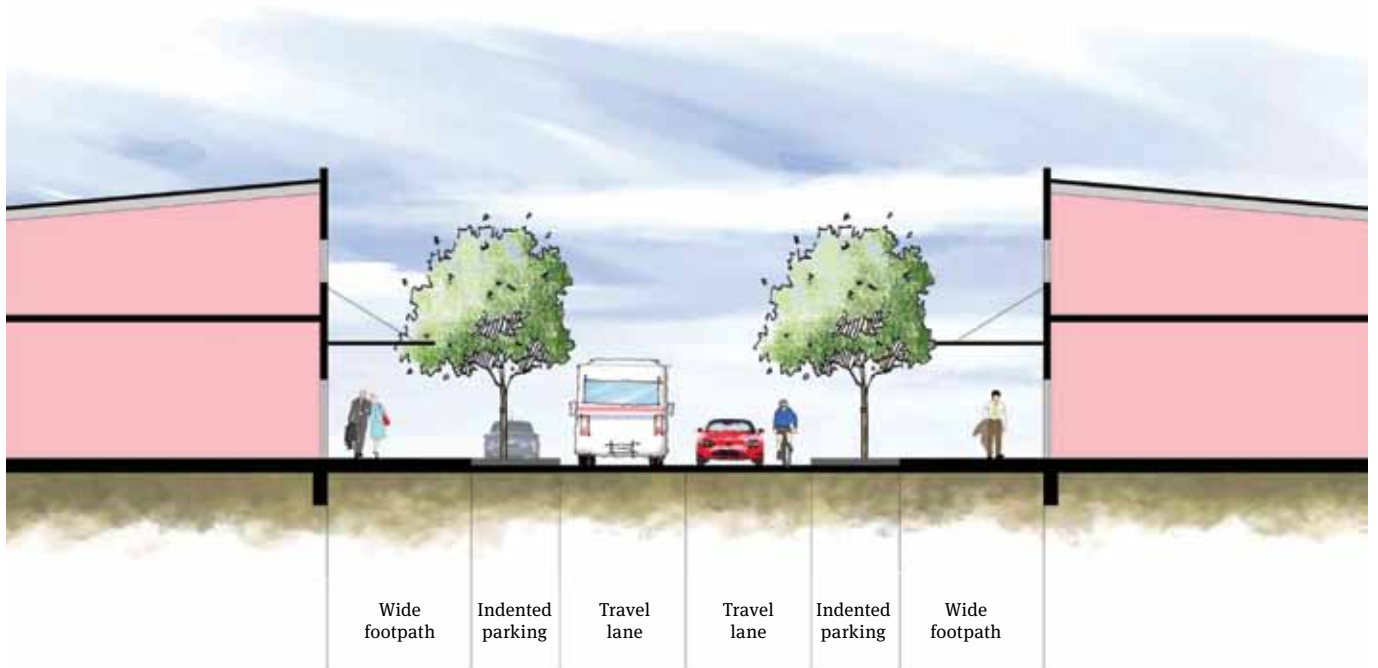 Wide
footpath
Indented
parking
Travel
lane
Travel
lane
Indented
parking
Wide
footpath